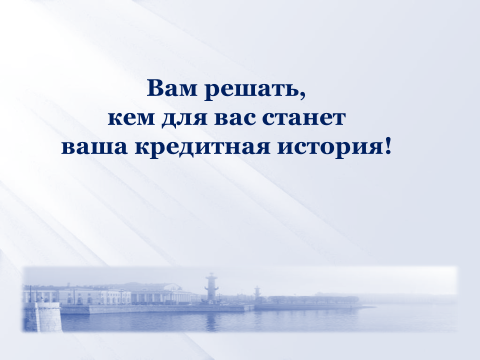 Вам решать,
кем для вас станет
ваша кредитная история!